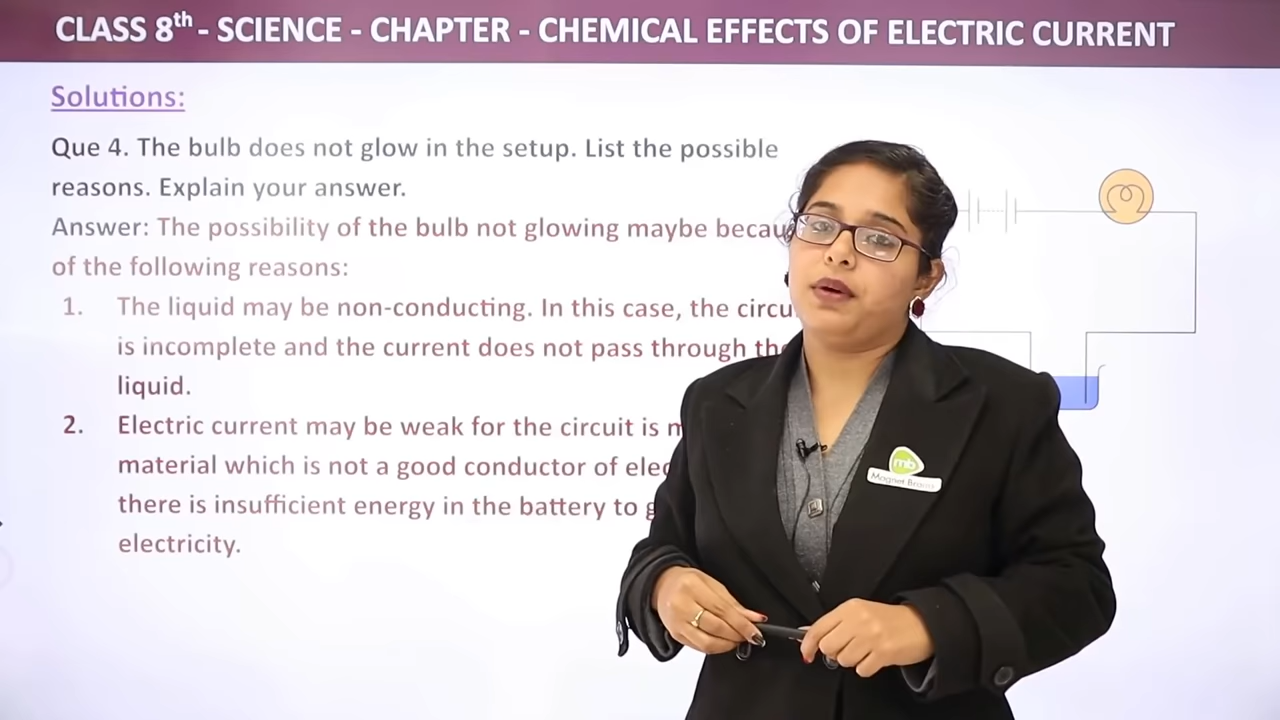 CLASS 8th - SCIENCE - CHAPTER - CHEMICAL EFFECTS OF ELECTRIC CURRENT
Solutions:
Que 4. The bulb does not glow in the setup. List the possible
reasons. Explain your answer.
Answer: The possibility of the bulb not glowing maybe becau
of the following reasons:
1. The liquid may be non-conducting. In this case, the circu
is incomplete and the current does not pass through the
liquid.
2. Electric current may be weak for the circuit is m
material which is not a good conductor of elec
there is insufficient energy in the battery to g
electricity.
mb
Magnet Brains